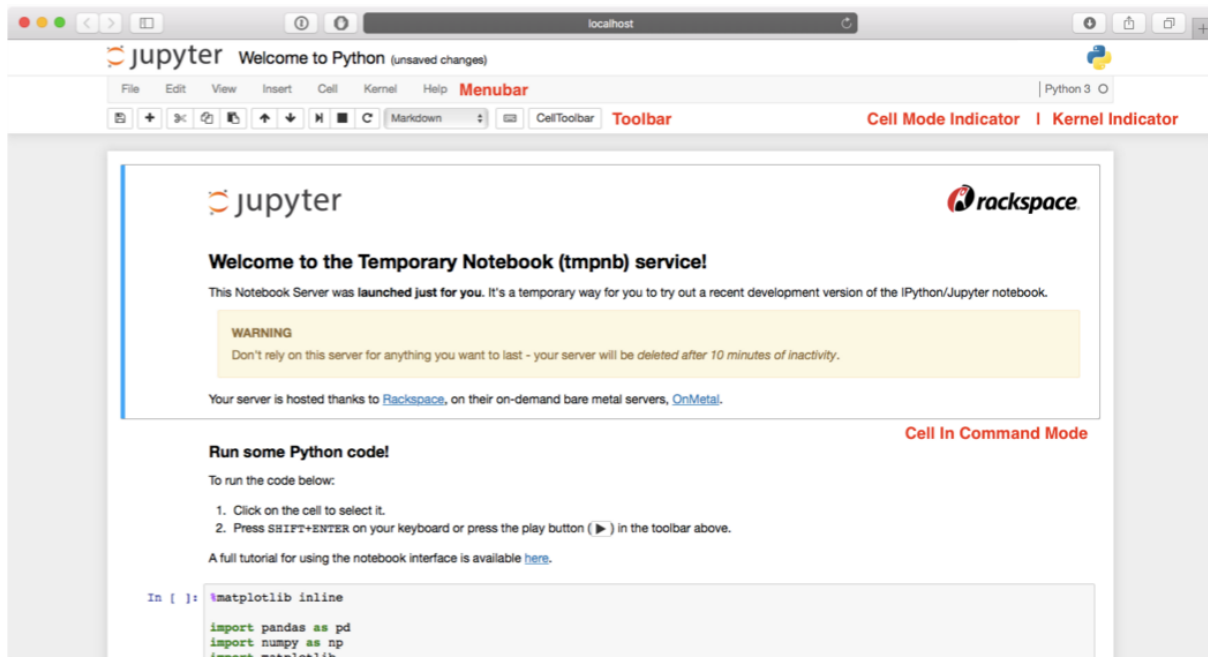 localhost
jupyter Welcome to Python (unsaved changes)
File Edit View Insert Cell Kernel Help Menubar Python 3
Markdown CellToolbar Toolbar Cell Mode Indicator | Kernel Indicator
jupyter rackspace.
Welcome to the Temporary Notebook (tmpnb) service!
This Notebook Server was launched just for you. It's a temporary way for you to try out a recent development version of the IPython/Jupyter notebook.
WARNING
Don't rely on this server for anything you want to last - your server will be deleted after 10 minutes of inactivity.
Your server is hosted thanks to Rackspace, on their on-demand bare metal servers, OnMetal.
Cell In Command Mode
Run some Python code!
To run the code below:
1. Click on the cell to select it.
2. Press SHIFT+ENTER on your keyboard or press the play button (▶) in the toolbar above.
A full tutorial for using the notebook interface is available here.
In [ ]: %matplotlib inline
import pandas as pd
import numpy as np
import matplotlib